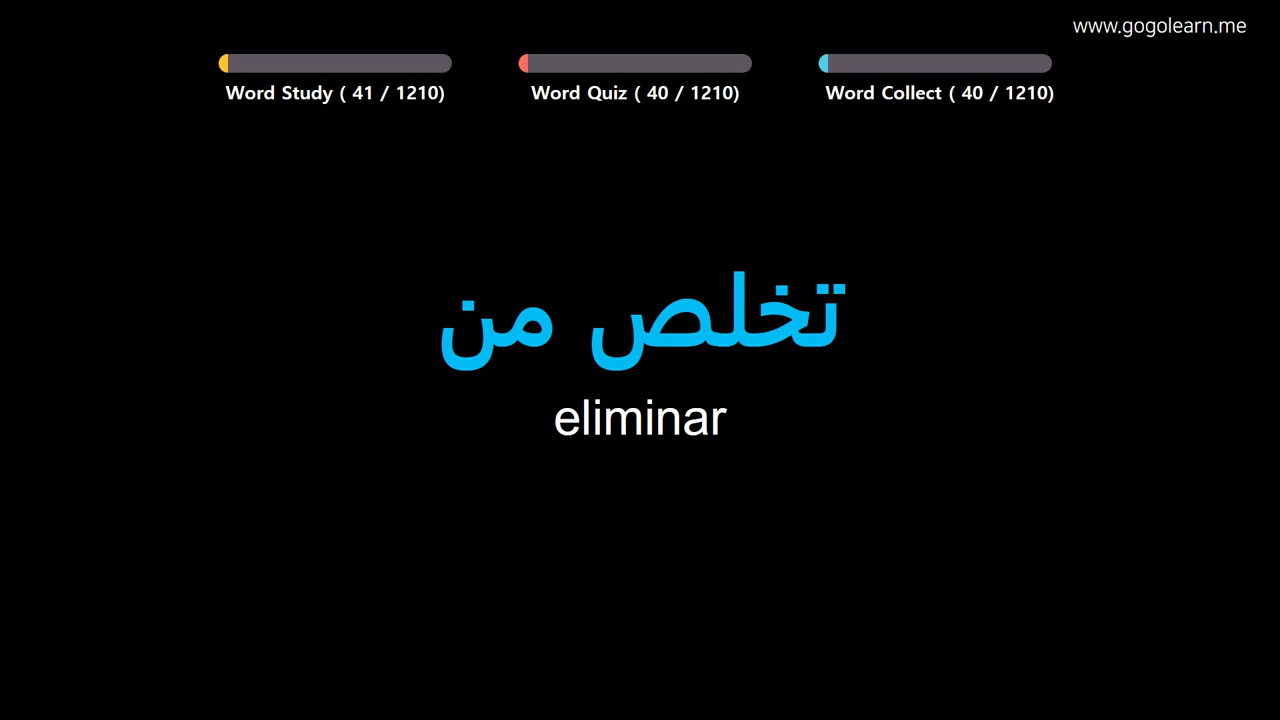 www.gogolearn.me
Word Study ( 41 / 1210)
Word Quiz ( 40 / 1210)
Word Collect ( 40 / 1210)
تخلص من
eliminar